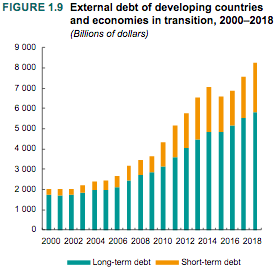 FIGURE 1.9 External debt of developing countries
and economies in transition, 2000–2018
(Billions of dollars)
9 000
8 000
7 000
6 000
5 000
4 000
3 000
2 000
1 000
0
2000 2002 2004 2006 2008 2010 2012 2014 2016 2018
Long-term debt Short-term debt